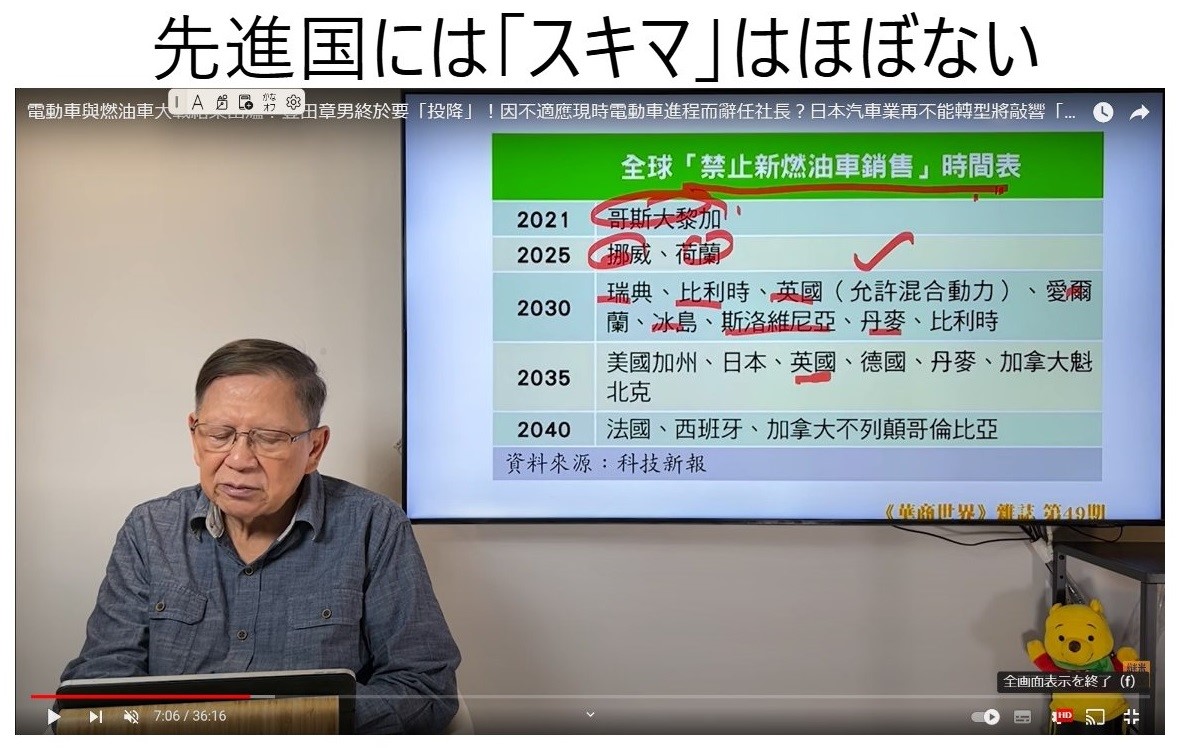 先進国には「スキマ」はほぼない
電動車與燃油車大
終於要「投降」！因不適應現時電動車進程而辭任社長？日本汽車業再不能轉型將敲響「...
A
かな
オフ
全球「禁止新燃油車銷售」時間表
2021 哥斯大黎加
2025 挪威、荷蘭
2030 瑞典、比利時、英國（允許混合動力）、愛爾
蘭、冰島、斯洛維尼亞、丹麥、比利時
2035 美國加州、日本、英國、德國、丹麥、加拿大魁
北克
2040 法國、西班牙、加拿大不列顛哥倫比亞
資料來源：科技新報
《華商世界》雜誌 第49期
全画面表示を終了（f）
7:06 / 36:16
HD